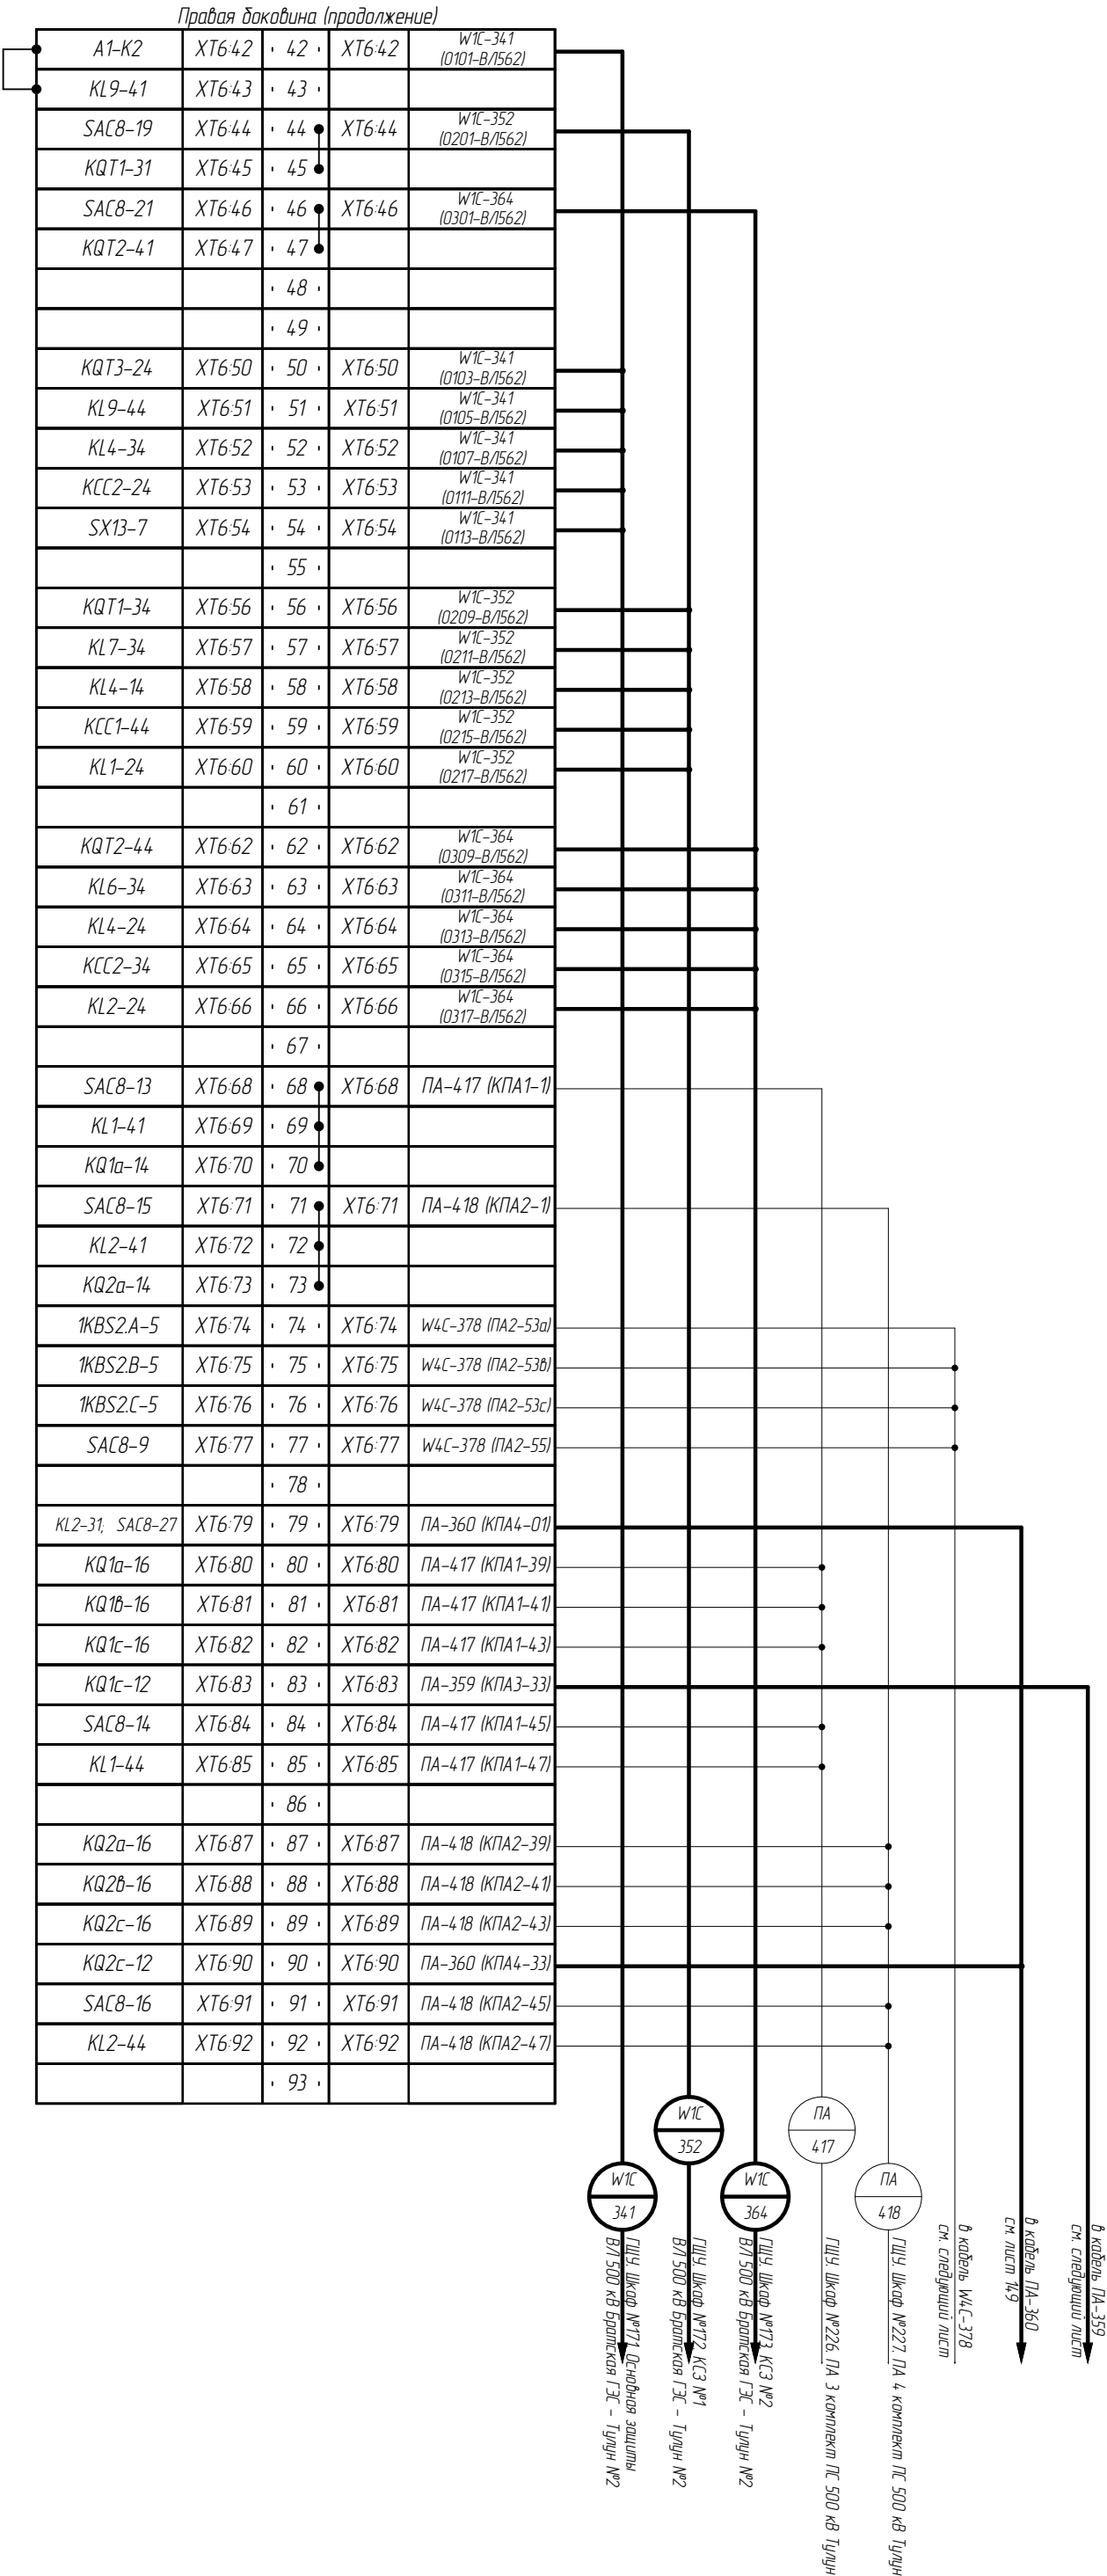 Правая боковина (продолжение)
A1-K2 XT6:42 42 XT6:42 W1C-341 (0101-ВЛ562)
KL9-41 XT6:43 43
SAC8-19 XT6:44 44 XT6:44 W1C-352 (0201-ВЛ562)
KQT1-31 XT6:45 45
SAC8-21 XT6:46 46 XT6:46 W1C-364 (0301-ВЛ562)
KQT2-41 XT6:47 47
48
49
KQT3-24 XT6:50 50 XT6:50 W1C-341 (0103-ВЛ562)
KL9-44 XT6:51 51 XT6:51 W1C-341 (0105-ВЛ562)
KL4-34 XT6:52 52 XT6:52 W1C-341 (0107-ВЛ562)
KCC2-24 XT6:53 53 XT6:53 W1C-341 (0111-ВЛ562)
SX13-7 XT6:54 54 XT6:54 W1C-341 (0113-ВЛ562)
55
KQT1-34 XT6:56 56 XT6:56 W1C-352 (0209-ВЛ562)
KL7-34 XT6:57 57 XT6:57 W1C-352 (0211-ВЛ562)
KL4-14 XT6:58 58 XT6:58 W1C-352 (0213-ВЛ562)
KCC1-44 XT6:59 59 XT6:59 W1C-352 (0215-ВЛ562)
KL1-24 XT6:60 60 XT6:60 W1C-352 (0217-ВЛ562)
61
KQT2-44 XT6:62 62 XT6:62 W1C-364 (0309-ВЛ562)
KL6-34 XT6:63 63 XT6:63 W1C-364 (0311-ВЛ562)
KL4-24 XT6:64 64 XT6:64 W1C-364 (0313-ВЛ562)
KCC2-34 XT6:65 65 XT6:65 W1C-364 (0315-ВЛ562)
KL2-24 XT6:66 66 XT6:66 W1C-364 (0317-ВЛ562)
67
SAC8-13 XT6:68 68 XT6:68 ПА-417 (КПА1-1)
KL1-41 XT6:69 69
KQ1a-14 XT6:70 70
SAC8-15 XT6:71 71 XT6:71 ПА-418 (КПА2-1)
KL2-41 XT6:72 72
KQ2a-14 XT6:73 73
1KBS2.A-5 XT6:74 74 XT6:74 W4C-378 (ПА2-53а)
1KBS2.B-5 XT6:75 75 XT6:75 W4C-378 (ПА2-53в)
1KBS2.C-5 XT6:76 76 XT6:76 W4C-378 (ПА2-53с)
SAC8-9 XT6:77 77 XT6:77 W4C-378 (ПА2-55)
78
KL2-31; SAC8-27 XT6:79 79 XT6:79 ПА-360 (КПА4-01)
KQ1a-16 XT6:80 80 XT6:80 ПА-417 (КПА1-39)
KQ1в-16 XT6:81 81 XT6:81 ПА-417 (КПА1-41)
KQ1c-16 XT6:82 82 XT6:82 ПА-417 (КПА1-43)
KQ1c-12 XT6:83 83 XT6:83 ПА-359 (КПА3-33)
SAC8-14 XT6:84 84 XT6:84 ПА-417 (КПА1-45)
KL1-44 XT6:85 85 XT6:85 ПА-417 (КПА1-47)
86
KQ2a-16 XT6:87 87 XT6:87 ПА-418 (КПА2-39)
KQ2в-16 XT6:88 88 XT6:88 ПА-418 (КПА2-41)
KQ2c-16 XT6:89 89 XT6:89 ПА-418 (КПА2-43)
KQ2c-12 XT6:90 90 XT6:90 ПА-360 (КПА4-33)
SAC8-16 XT6:91 91 XT6:91 ПА-418 (КПА2-45)
KL2-44 XT6:92 92 XT6:92 ПА-418 (КПА2-47)
93
W1C 341
W1C 352
W1C 364
ПА 417
ПА 418
ГЩУ. Шкаф №171. Основная защиты
ВЛ 500 кВ Братская ГЭС - Тулун №2
ГЩУ. Шкаф №172. КСЗ №1
ВЛ 500 кВ Братская ГЭС - Тулун №2
ГЩУ. Шкаф №173. КСЗ №2
ВЛ 500 кВ Братская ГЭС - Тулун №2
ГЩУ. Шкаф №226. ПА 3 комплект ПС 500 кВ Тулун
ГЩУ. Шкаф №227. ПА 4 комплект ПС 500 кВ Тулун
в кабель W4C-378
см. следующий лист
в кабель ПА-360
см. лист 149
в кабель ПА-359
см. следующий лист